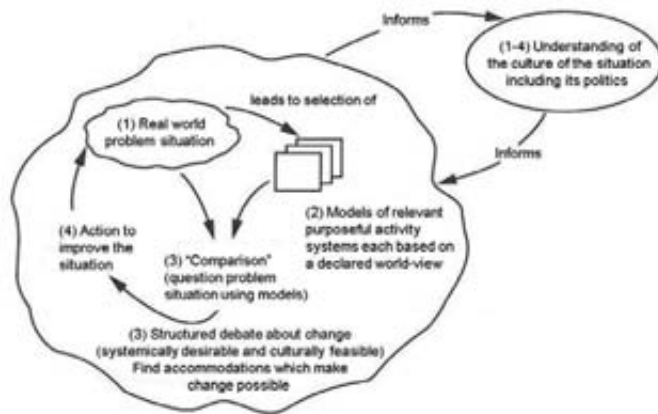 Informs
(1-4) Understanding of
the culture of the situation
including its politics
Informs
leads to selection of
(1) Real world
problem situation
(2) Models of relevant
purposeful activity
systems each based on
a declared world-view
(4) Action to
improve the
situation
(3) "Comparison"
(question problem
situation using models)
(3) Structured debate about change
(systemically desirable and culturally feasible)
Find accommodations which make
change possible